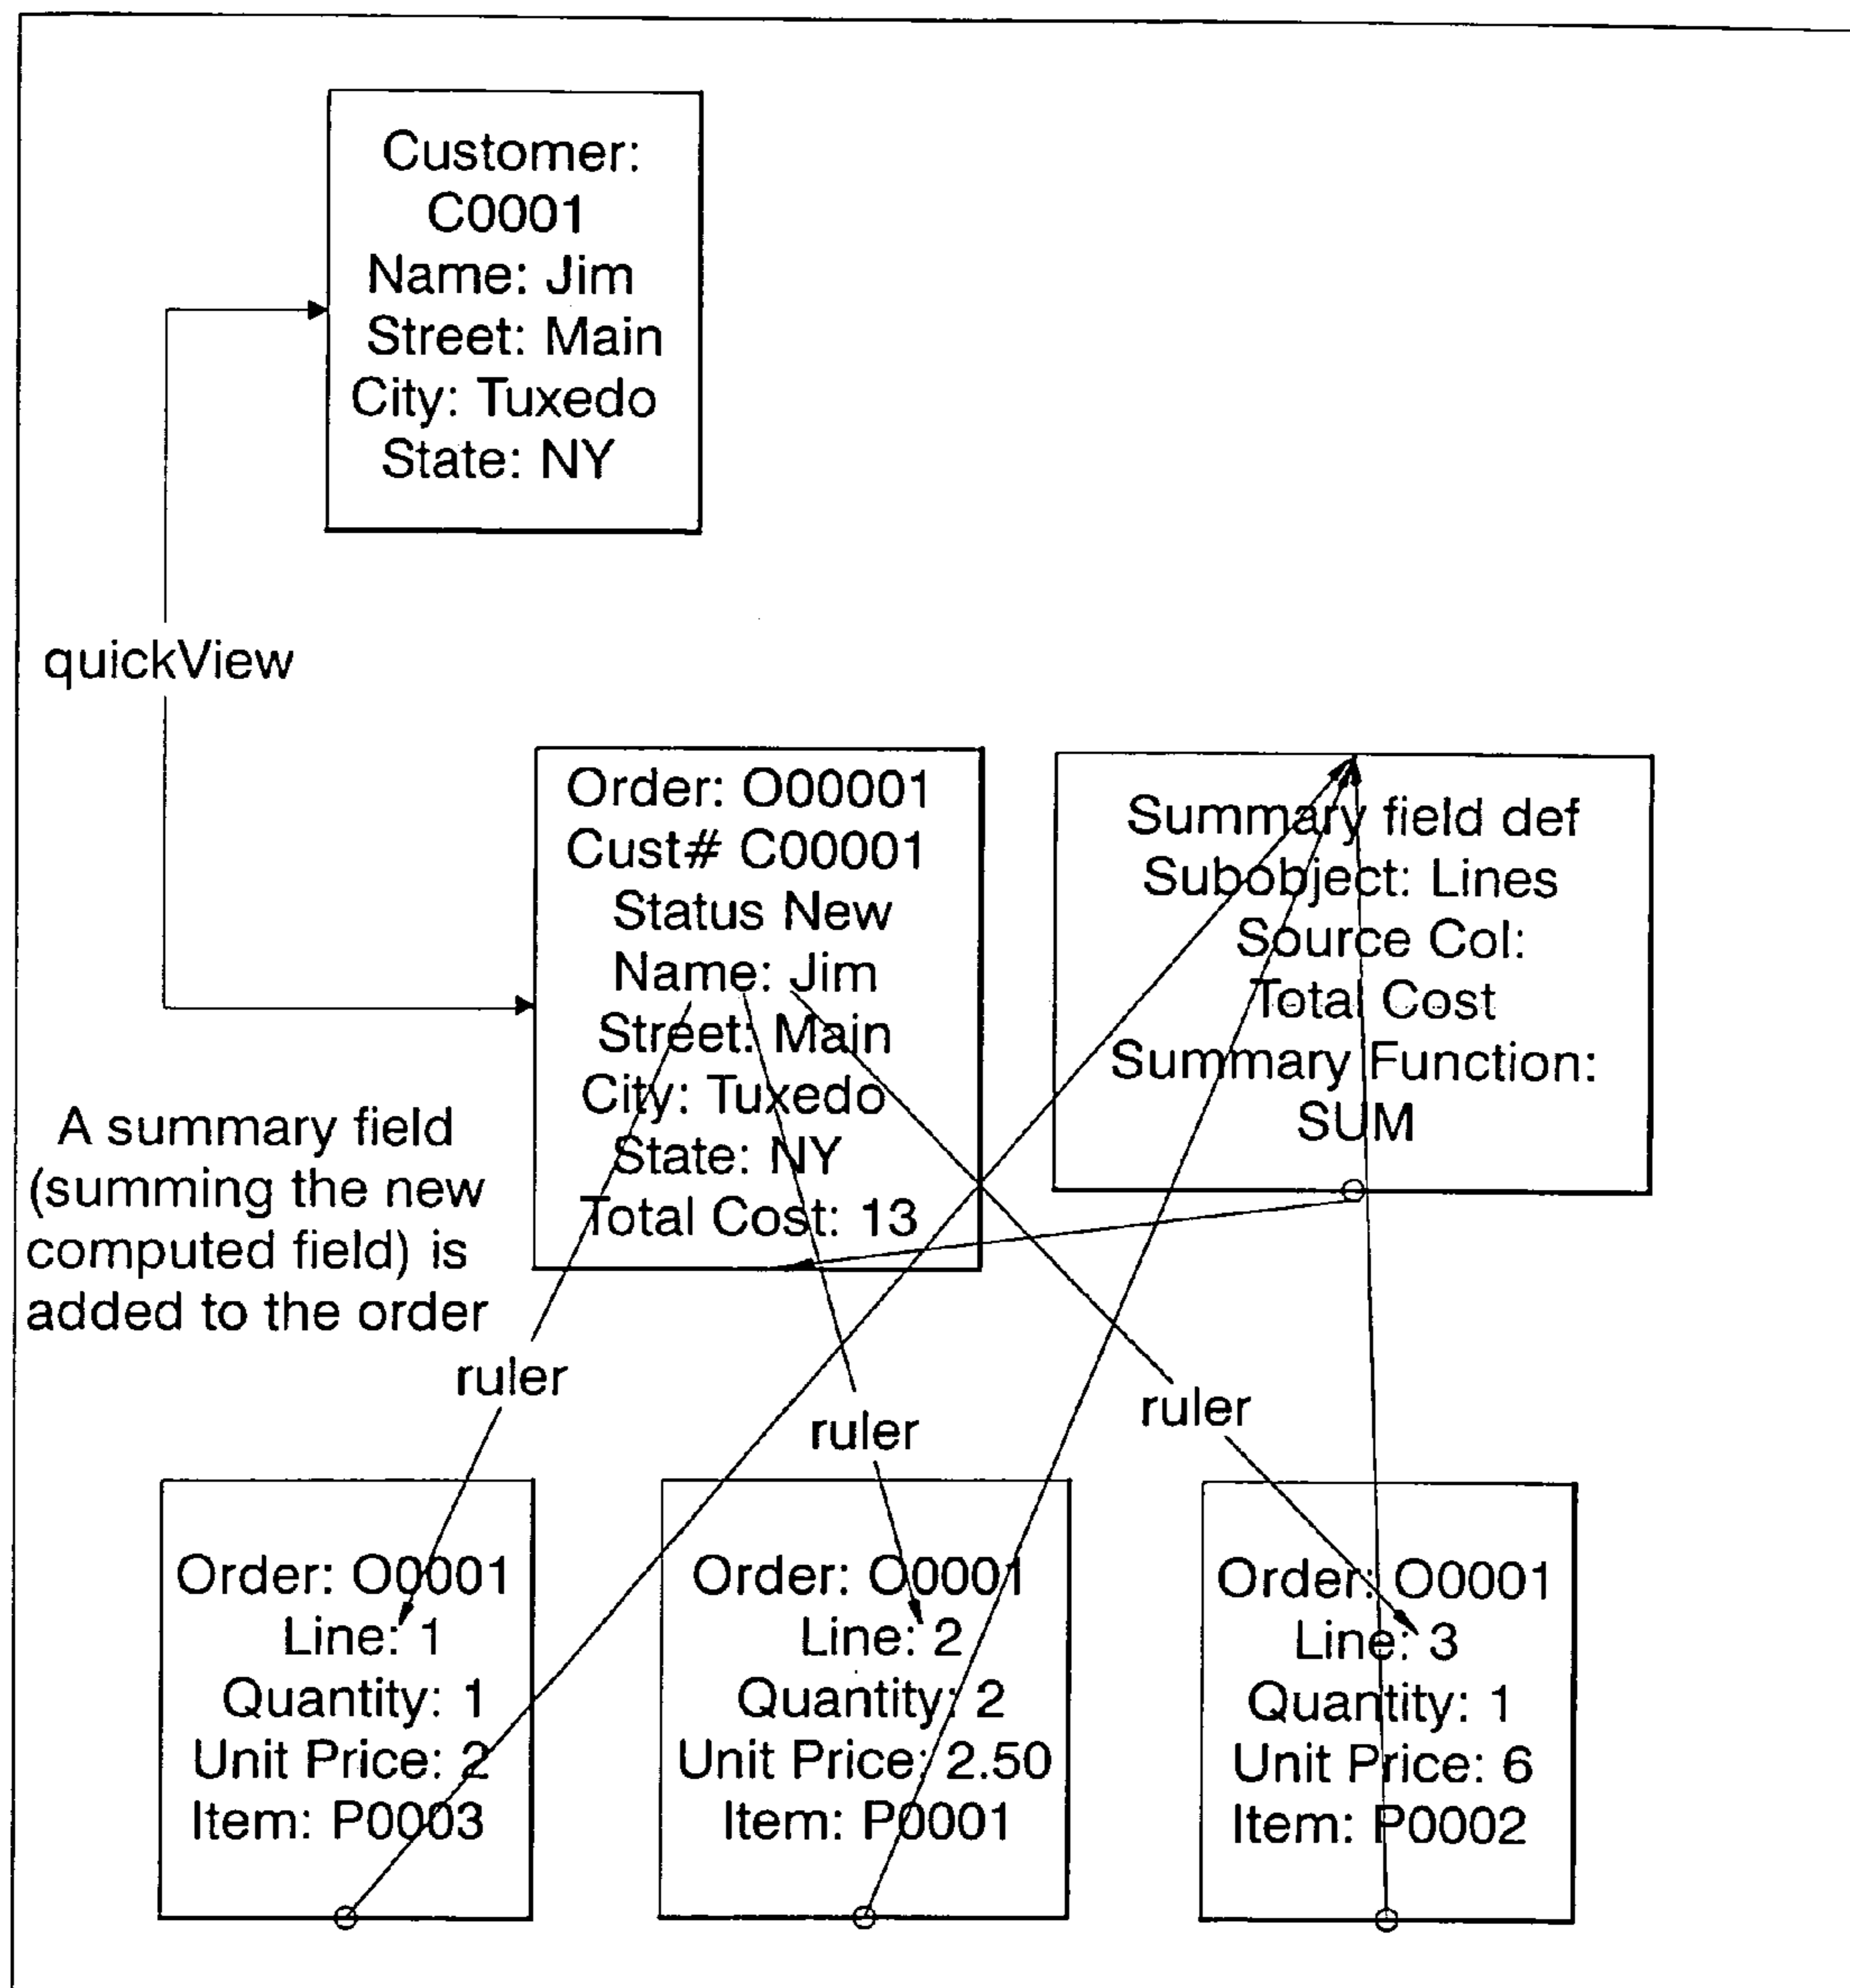 Customer:
C0001
Name: Jim
Street: Main
City: Tuxedo
State: NY
quickView
Order: O00001
Cust# C00001
Status New
Name: Jim
Street: Main
City: Tuxedo
State: NY
Total Cost: 13
Summary field def
Subobject: Lines
Source Col:
Total Cost
Summary Function:
SUM
A summary field
(summing the new
computed field) is
added to the order
ruler
ruler
ruler
Order: O0001
Line: 1
Quantity: 1
Unit Price: 2
Item: P0003
Order: O0001
Line: 2
Quantity: 2
Unit Price: 2.50
Item: P0001
Order: O0001
Line: 3
Quantity: 1
Unit Price: 6
Item: P0002